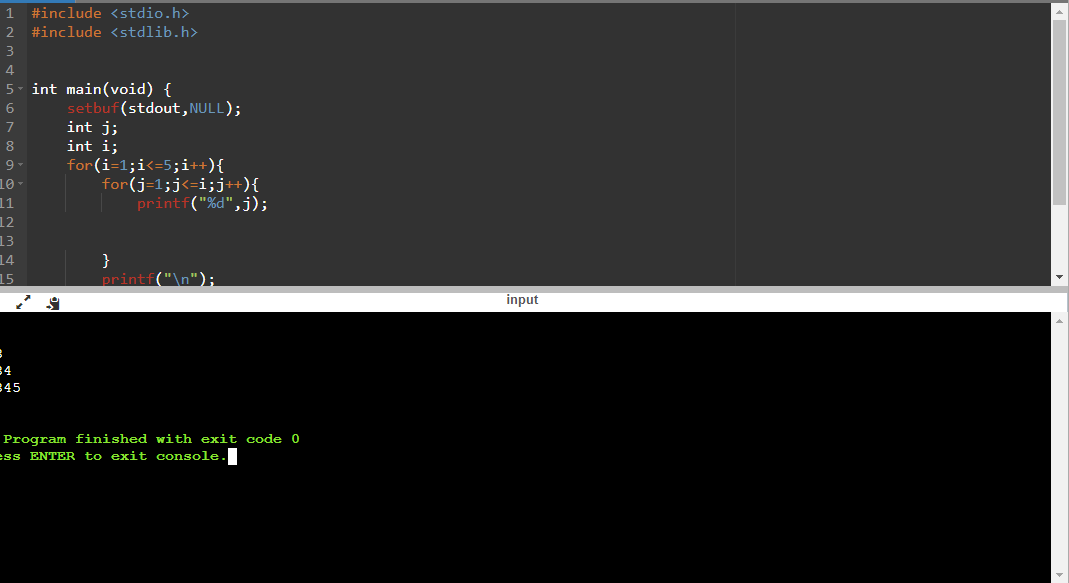 1 #include <stdio.h>
2 #include <stdlib.h>
3
4
5 int main(void) {
6 setbuf(stdout,NULL);
7 int j;
8 int i;
9 for(i=1;i<=5;i++){
10 for(j=1;j<=i;j++){
11 printf("%d",j);
12
13
14 }
15 printf("\n");
input
3
34
345
Program finished with exit code 0
ess ENTER to exit console.